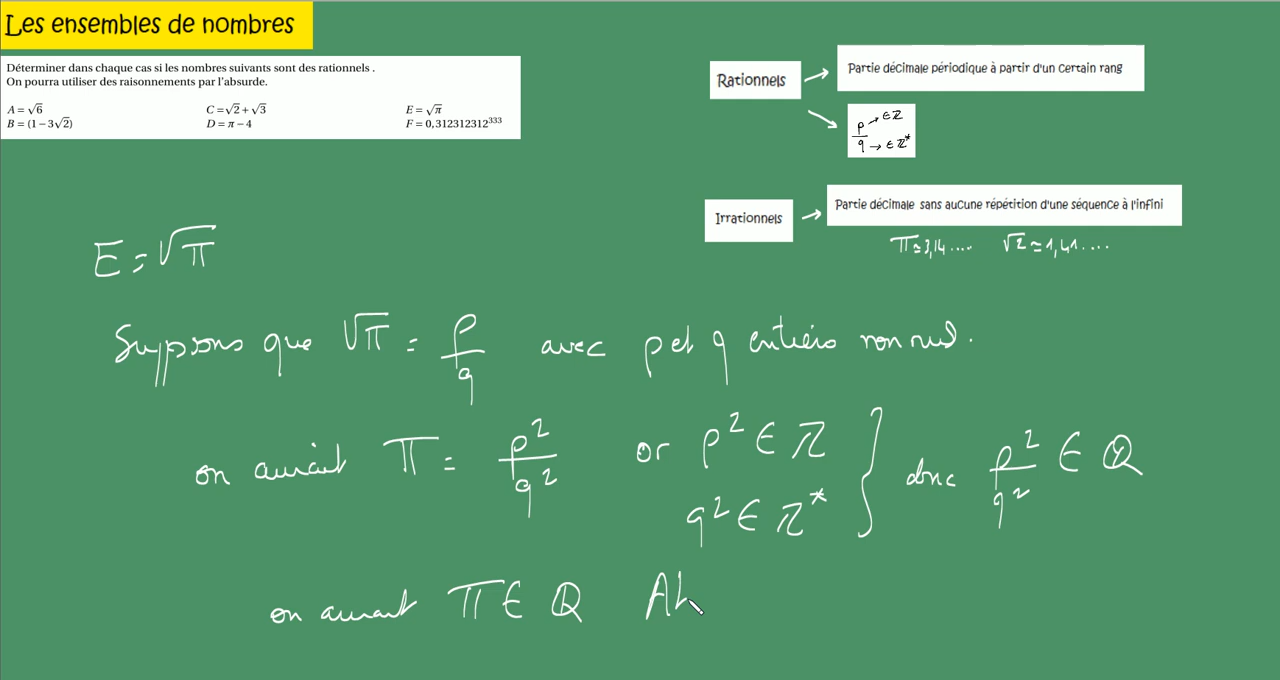 Les ensembles de nombres
Déterminer dans chaque cas si les nombres suivants sont des rationnels .
On pourra utiliser des raisonnements par l'absurde.
A = √6 C = √2 + √3 E = √π
B = (1 − 3√2) D = π − 4 F = 0,312312312³³³
Rationnels → Partie décimale périodique à partir d'un certain rang
p → ∈ ℤ
q → ∈ ℤ*
Irrationnels → Partie décimale sans aucune répétition d'une séquence à l'infini
π ≃ 3,14.... √2 ≃ 1,41....
E = √π
Suppsons que √π = p/q avec p et q entiers non nuls.
on aurait π = p²/q² or p² ∈ ℤ
q² ∈ ℤ* } donc p²/q² ∈ ℚ
on aurait π ∈ ℚ Ab